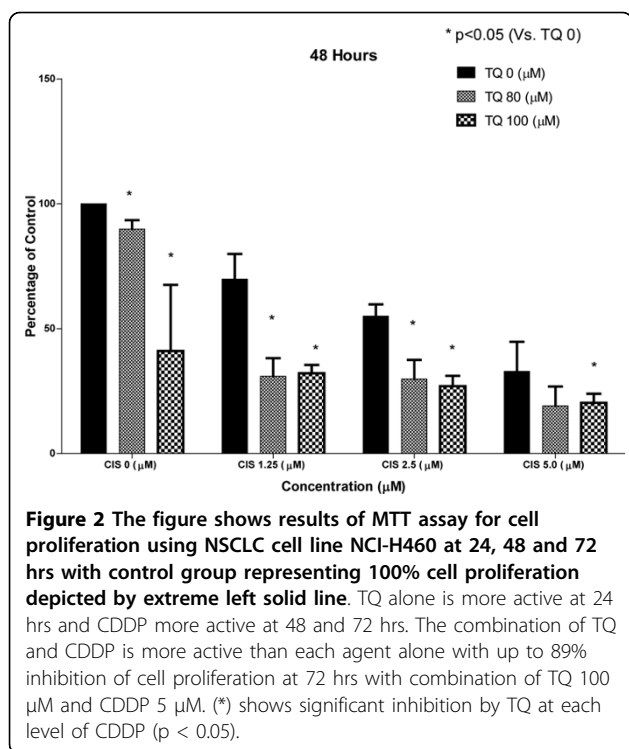 * p<0.05 (Vs. TQ 0)
48 Hours
TQ 0 (μM)
TQ 80 (μM)
TQ 100 (μM)
Percentage of Control
150
100
50
0
* * * * * * *
CIS 0 (μM) CIS 1.25 (μM) CIS 2.5 (μM) CIS 5.0 (μM)
Concentration (μM)
Figure 2 The figure shows results of MTT assay for cell
proliferation using NSCLC cell line NCI-H460 at 24, 48 and 72
hrs with control group representing 100% cell proliferation
depicted by extreme left solid line. TQ alone is more active at 24
hrs and CDDP more active at 48 and 72 hrs. The combination of TQ
and CDDP is more active than each agent alone with up to 89%
inhibition of cell proliferation at 72 hrs with combination of TQ 100
μM and CDDP 5 μM. (*) shows significant inhibition by TQ at each
level of CDDP (p < 0.05).